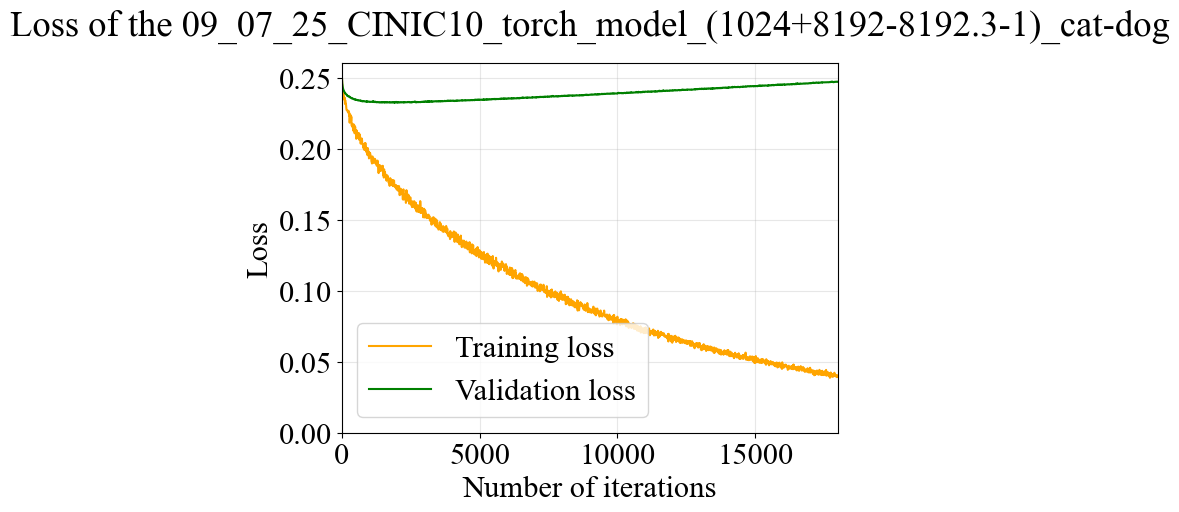 Loss of the 09_07_25_CINIC10_torch_model_(1024+8192-8192.3-1)_cat-dog
0.25
0.20
0.15
0.10
0.05
0.00
Loss
Training loss
Validation loss
0 5000 10000 15000
Number of iterations